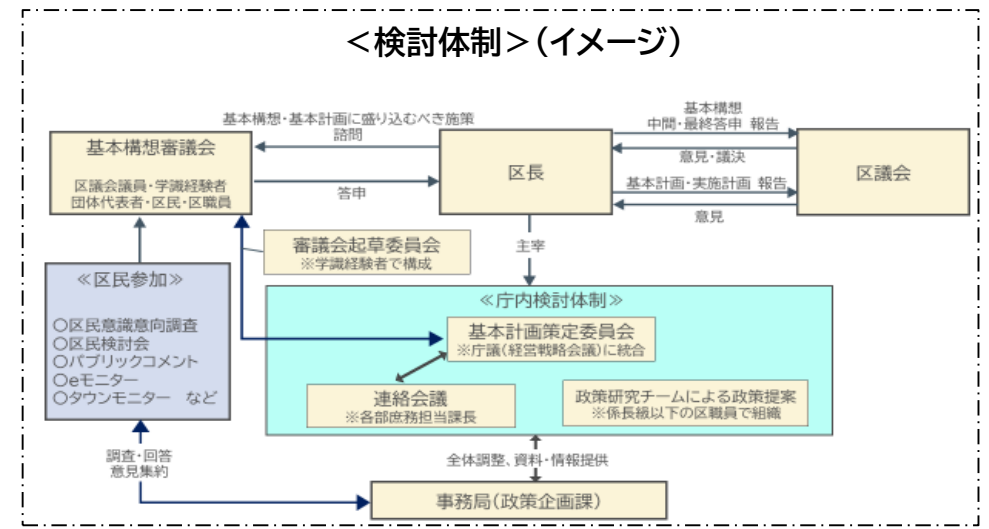 ＜検討体制＞（イメージ）
基本構想審議会
区議会議員・学識経験者
団体代表者・区民・区職員
基本構想・基本計画に盛り込むべき施策
諮問
答申
区長
基本構想
中間・最終答申 報告
意見・議決
基本計画・実施計画 報告
意見
区議会
審議会起草委員会
※学識経験者で構成
主宰
≪区民参加≫
○区民意識意向調査
○区民検討会
○パブリックコメント
○eモニター
○タウンモニター　など
≪庁内検討体制≫
基本計画策定委員会
※庁議（経営戦略会議）に統合
連絡会議
※各部庶務担当課長
政策研究チームによる政策提案
※係長級以下の区職員で組織
調査・回答
意見集約
全体調整、資料・情報提供
事務局（政策企画課）